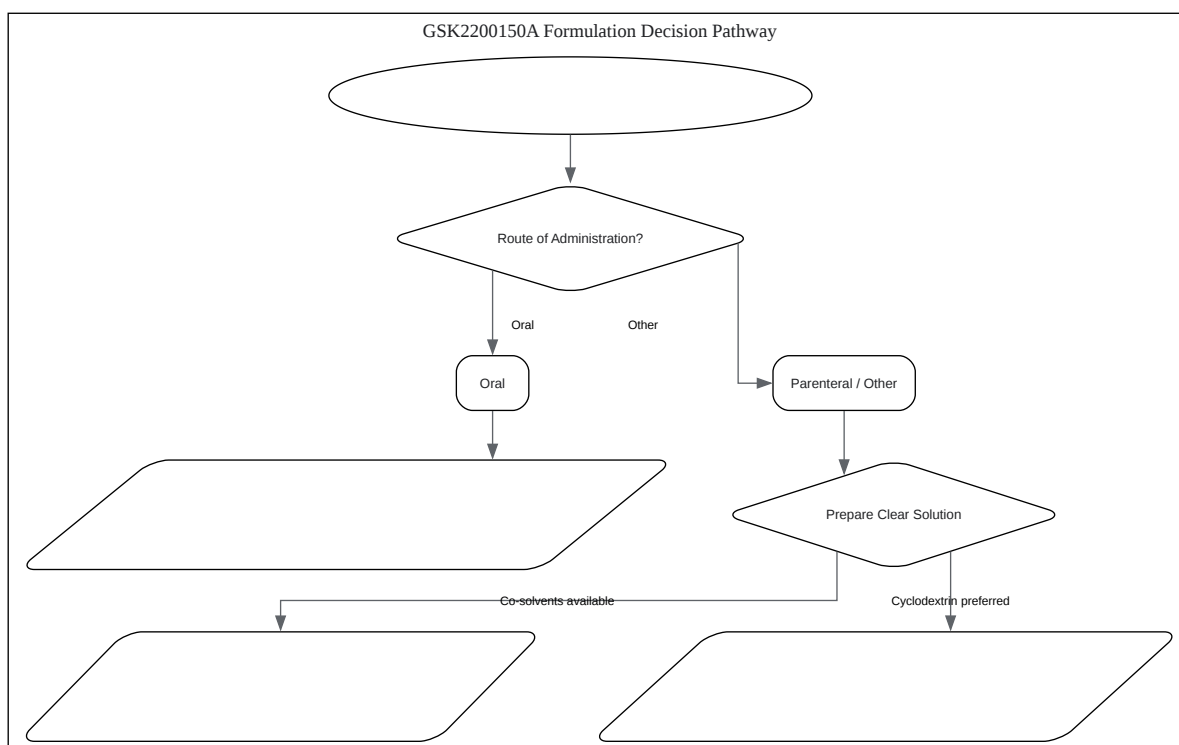 GSK2200150A Formulation Decision Pathway
Route of Administration?
Oral
Other
Oral
Parenteral / Other
Prepare Clear Solution
Co-solvents available
Cyclodextrin preferred